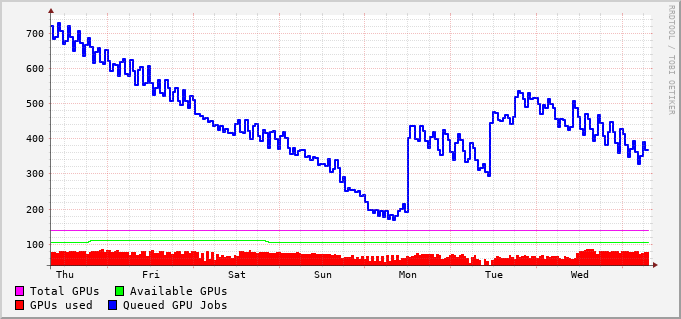 700
600
500
400
300
200
100
Thu Fri Sat Sun Mon Tue Wed
Total GPUs Available GPUs
GPUs used Queued GPU Jobs
RRDTOOL / TOBI OETIKER